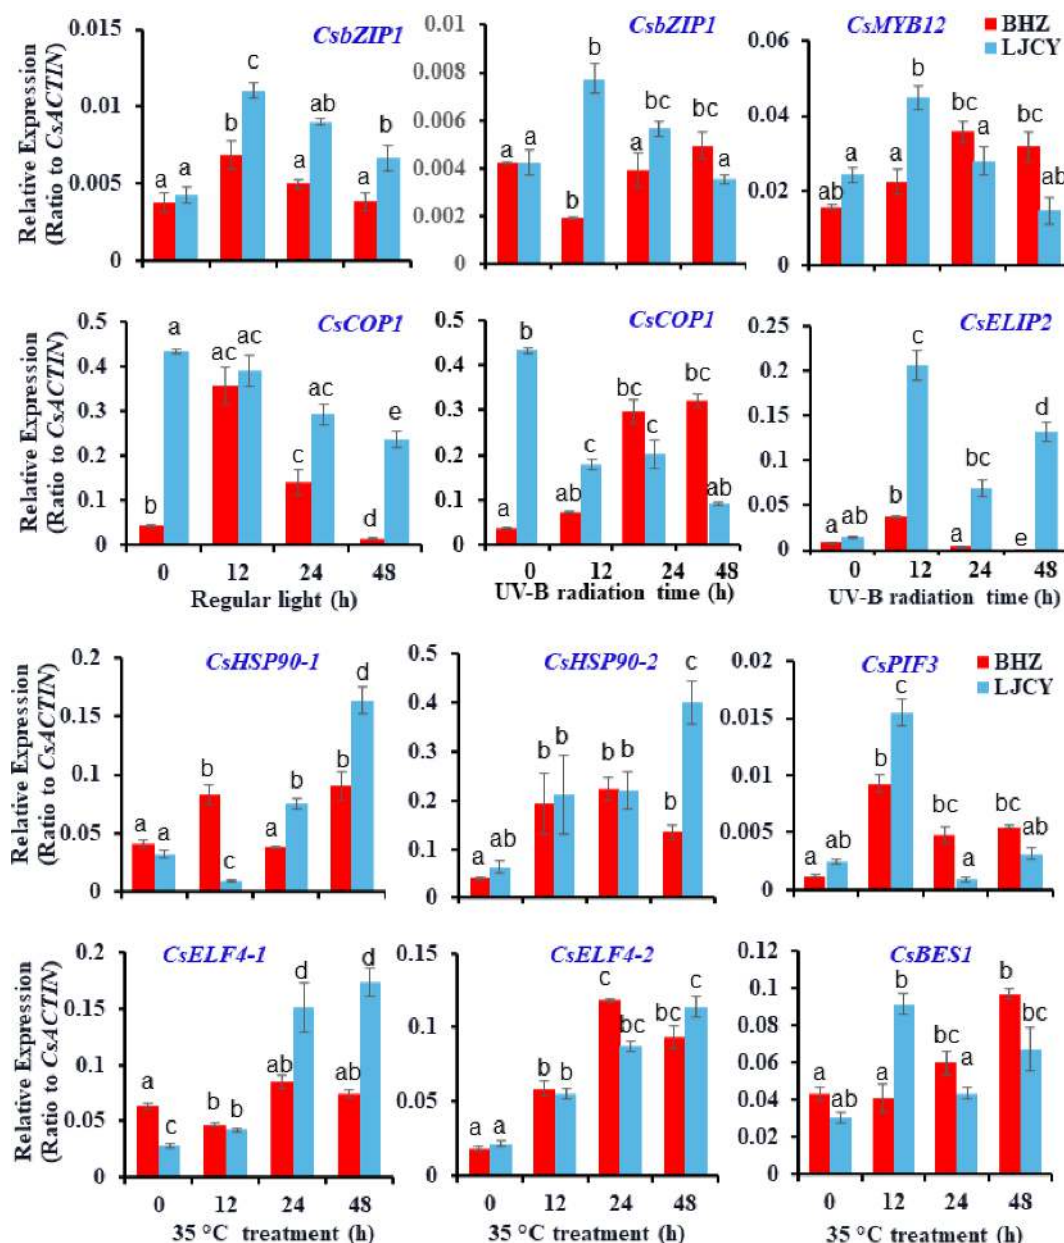 Relative Expression
(Ratio to CsACTIN)
0.015
0.01
0.005
0
CsbZIP1
a
a
b
c
a
ab
a
b
0.01
0.008
0.006
0.004
0.002
0
CsbZIP1
a
a
b
b
a
bc
bc
a
0.06
0.04
0.02
0
CsMYB12
BHZ
LJCY
ab
a
a
b
bc
a
bc
ab
Relative Expression
(Ratio to CsACTIN)
0.5
0.4
0.3
0.2
0.1
0
CsCOP1
b
a
ac
ac
c
ac
d
e
0 12 24 48
Regular light (h)
0.5
0.4
0.3
0.2
0.1
0
CsCOP1
a
b
ab
c
bc
c
bc
ab
0 12 24 48
UV-B radiation time (h)
0.25
0.2
0.15
0.1
0.05
0
CsELIP2
a
ab
b
c
a
bc
e
d
0 12 24 48
UV-B radiation time (h)
Relative Expression
(Ratio to CsACTIN)
0.2
0.15
0.1
0.05
0
CsHSP90-1
a
a
b
c
a
b
b
d
0.5
0.4
0.3
0.2
0.1
0
CsHSP90-2
a
ab
b
b
b
b
b
c
0.02
0.015
0.01
0.005
0
CsPIF3
BHZ
LJCY
a
ab
b
c
bc
a
bc
ab
Relative Expression
(Ratio to CsACTIN)
0.2
0.15
0.1
0.05
0
CsELF4-1
a
c
b
b
ab
d
ab
d
0 12 24 48
35 °C treatment (h)
0.15
0.1
0.05
0
CsELF4-2
a
a
b
b
c
bc
bc
c
0 12 24 48
35 °C treatment (h)
0.12
0.1
0.08
0.06
0.04
0.02
0
CsBES1
a
ab
a
b
bc
a
b
bc
0 12 24 48
35 °C treatment (h)